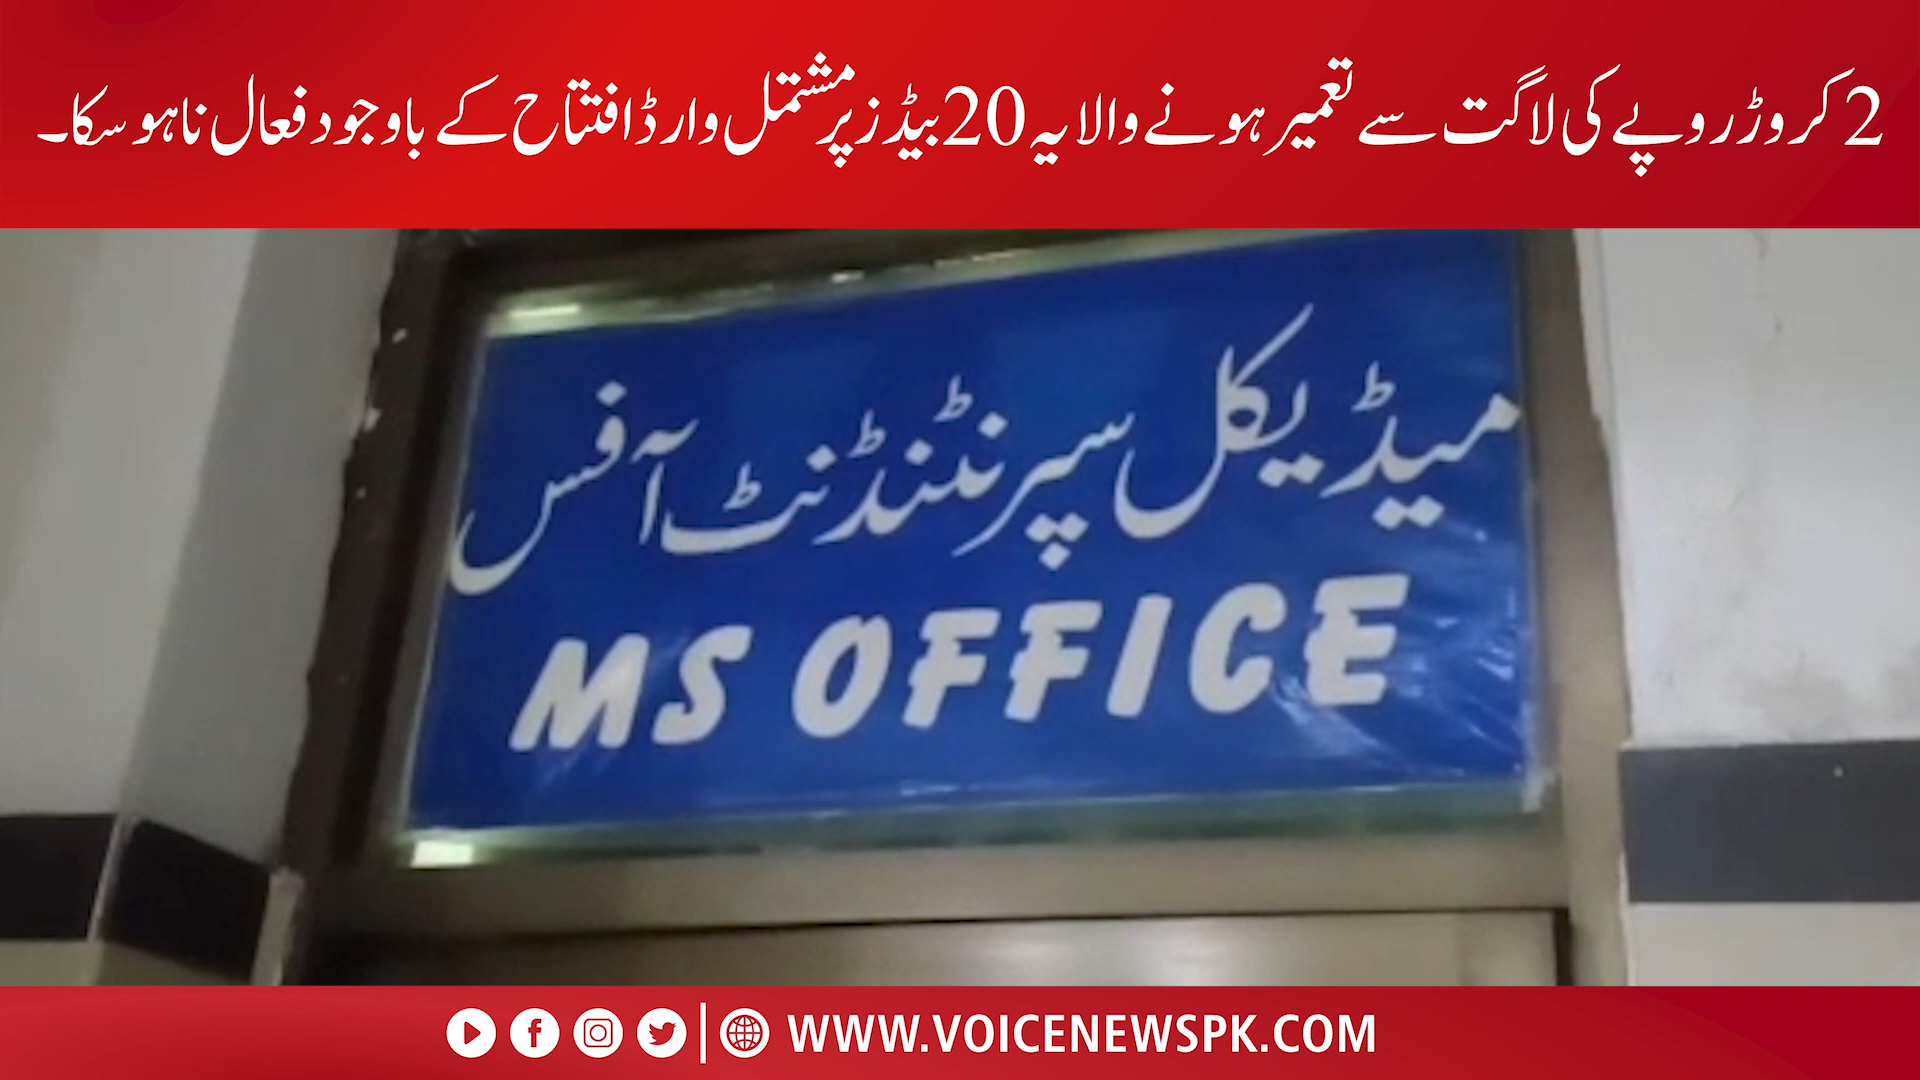 2 کروڑ روپے کی لاگت سے تعمیر ہونے والا یہ 20 بیڈز پر مشتمل وارڈ افتتاح کے باوجود فعال نا ہو سکا۔
میڈیکل سپرنٹنڈنٹ آفس
MS OFFICE
WWW.VOICENEWSPK.COM